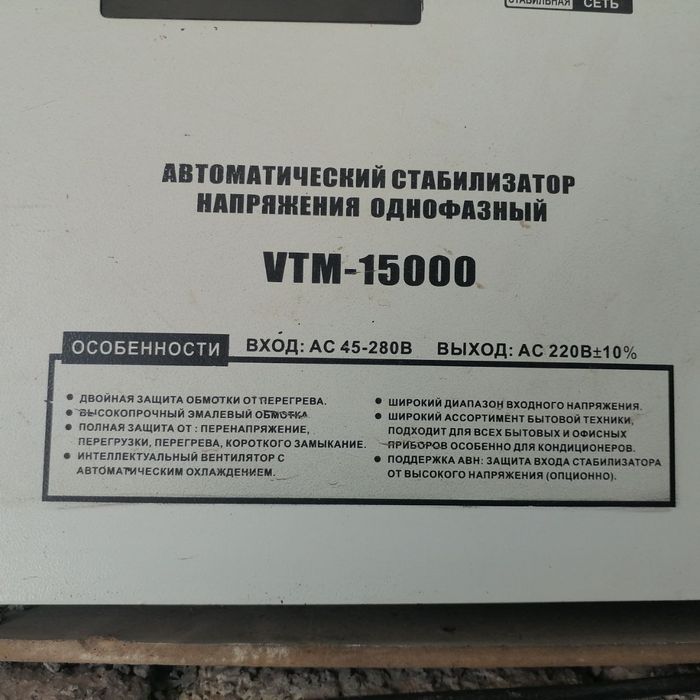 СТАБИЛЬНАЯ СЕТЬ
АВТОМАТИЧЕСКИЙ СТАБИЛИЗАТОР
НАПРЯЖЕНИЯ ОДНОФАЗНЫЙ
VTM-15000
ОСОБЕННОСТИ ВХОД: AC 45-280В ВЫХОД: AC 220В±10%
• ДВОЙНАЯ ЗАЩИТА ОБМОТКИ ОТ ПЕРЕГРЕВА.
• ВЫСОКОПРОЧНЫЙ ЭМАЛЕВЫЙ ОБМОТКА
• ПОЛНАЯ ЗАЩИТА ОТ : ПЕРЕНАПРЯЖЕНИЕ,
ПЕРЕГРУЗКИ, ПЕРЕГРЕВА, КОРОТКОГО ЗАМЫКАНИЕ.
• ИНТЕЛЛЕКТУАЛЬНЫЙ ВЕНТИЛЯТОР С
АВТОМАТИЧЕСКИМ ОХЛАЖДЕНИЕМ.
• ШИРОКИЙ ДИАПАЗОН ВХОДНОГО НАПРЯЖЕНИЯ.
• ШИРОКИЙ АССОРТИМЕНТ БЫТОВОЙ ТЕХНИКИ,
ПОДХОДИТ ДЛЯ ВСЕХ БЫТОВЫХ И ОФИСНЫХ
ПРИБОРОВ ОСОБЕННО ДЛЯ КОНДИЦИОНЕРОВ.
• ПОДДЕРЖКА АВН: ЗАЩИТА ВХОДА СТАБИЛИЗАТОРА
ОТ ВЫСОКОГО НАПРЯЖЕНИЯ (ОПЦИОННО).